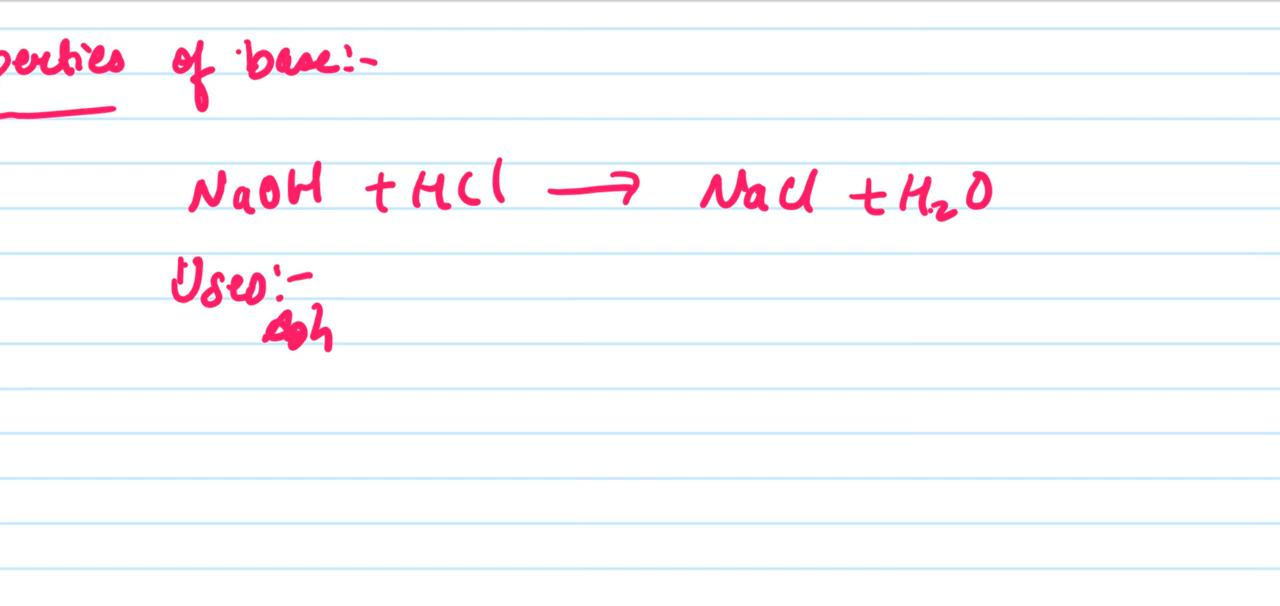 perties of base:-
NaOH + HCl → NaCl + H₂O
Uses:-